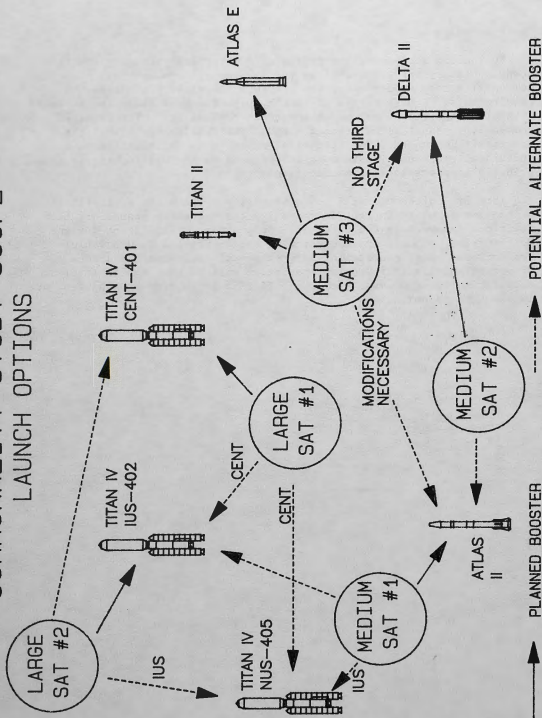 LAUNCH OPTIONS
LARGE
SAT #2
TITAN IV
IUS-402
TITAN IV
CENT-401
TITAN II
ATLAS E
IUS
TITAN IV
NUS-405
CENT
CENT
LARGE
SAT #1
MEDIUM
SAT #3
NO THIRD
STAGE
DELTA II
MODIFICATIONS
NECESSARY
IUS
MEDIUM
SAT #1
ATLAS
II
MEDIUM
SAT #2
PLANNED BOOSTER
POTENTIAL ALTERNATE BOOSTER